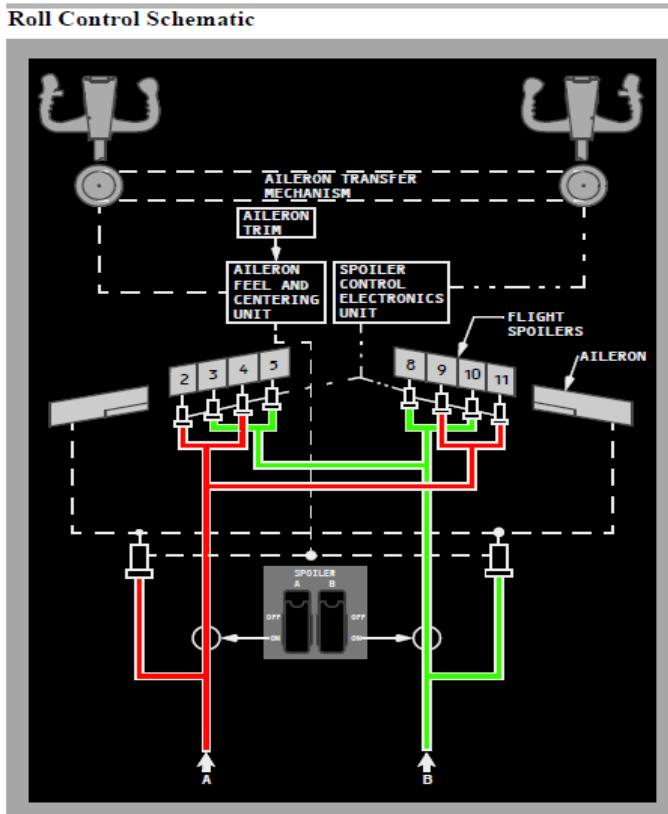 Roll Control Schematic
AILERON TRANSFER
MECHANISM
AILERON
TRIM
AILERON
FEEL AND
CENTERING
UNIT
SPOILER
CONTROL
ELECTRONICS
UNIT
FLIGHT
SPOILERS
AILERON
2 3 4 5
8 9 10 11
SPOILER
A B
OFF OFF
ON ON
A B